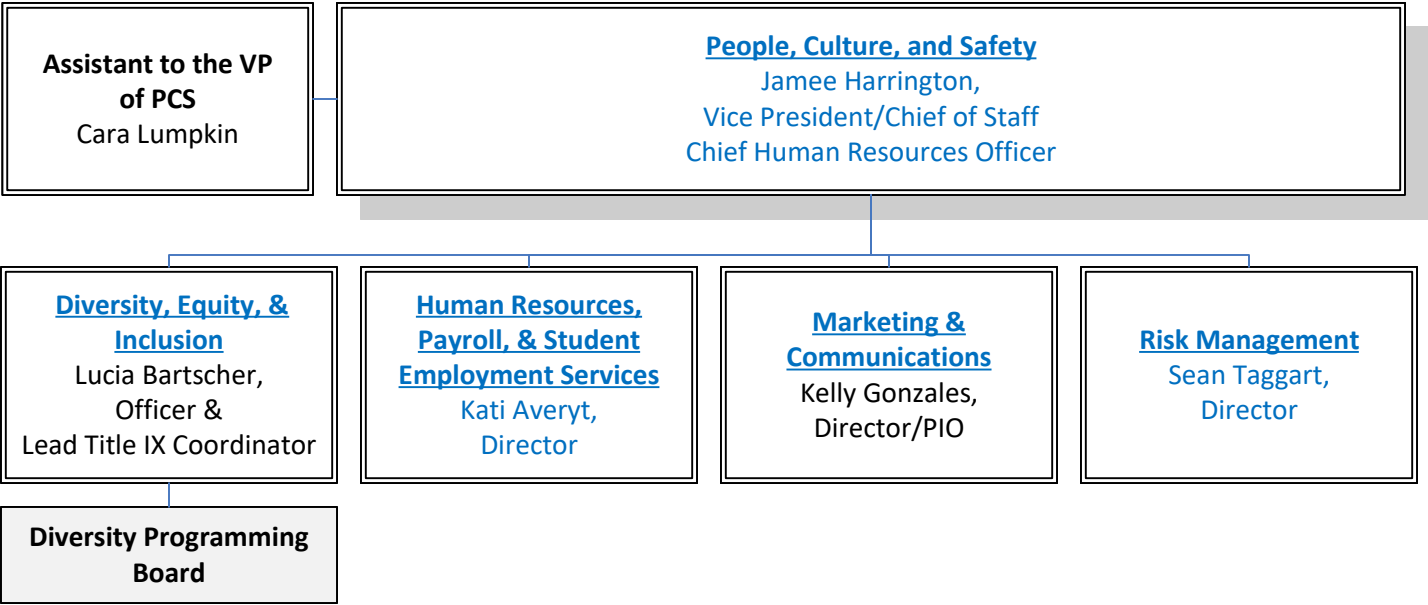 Assistant to the VP
of PCS
Cara Lumpkin
People, Culture, and Safety
Jamee Harrington,
Vice President/Chief of Staff
Chief Human Resources Officer
Diversity, Equity, &
Inclusion
Lucia Bartscher,
Officer &
Lead Title IX Coordinator
Human Resources,
Payroll, & Student
Employment Services
Kati Averyt,
Director
Marketing &
Communications
Kelly Gonzales,
Director/PIO
Risk Management
Sean Taggart,
Director
Diversity Programming
Board